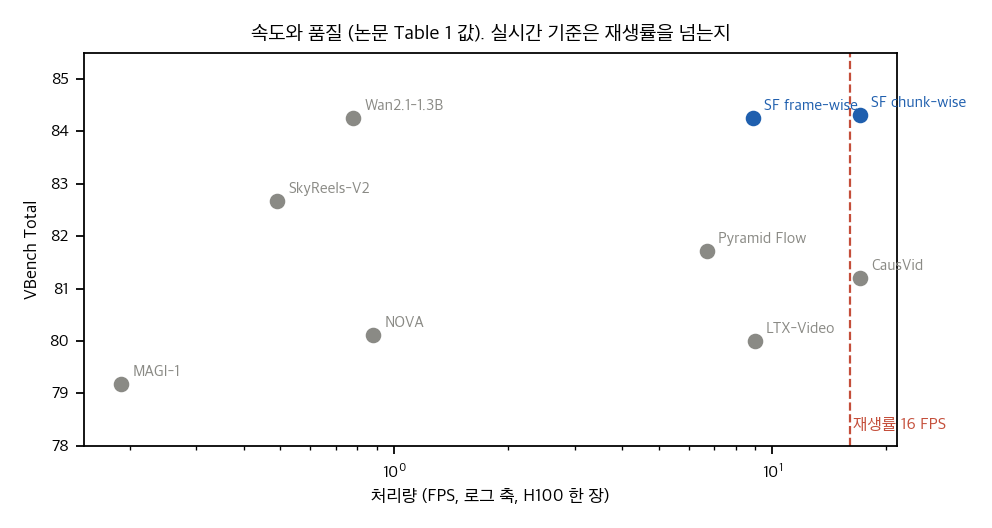 속도와 품질 (논문 Table 1 값). 실시간 기준은 재생률을 넘는지
VBench Total
85
84
83
82
81
80
79
78
Wan2.1-1.3B
SF frame-wise
SF chunk-wise
SkyReels-V2
Pyramid Flow
CausVid
NOVA
LTX-Video
MAGI-1
재생률 16 FPS
10⁰
10¹
처리량 (FPS, 로그 축, H100 한 장)